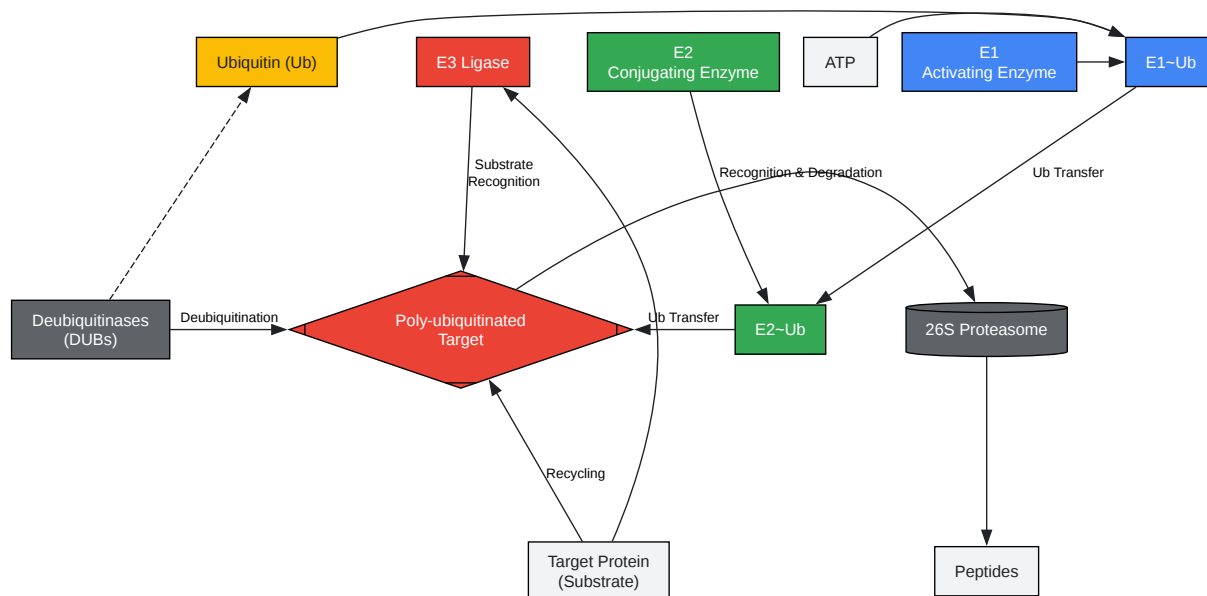 Ubiquitin (Ub)
E3 Ligase
E2
Conjugating Enzyme
ATP
E1
Activating Enzyme
E1~Ub
Substrate
Recognition
Recognition & Degradation
Ub Transfer
Deubiquitinases
(DUBs)
Deubiquitination
Poly-ubiquitinated
Target
Ub Transfer
E2~Ub
26S Proteasome
Recycling
Target Protein
(Substrate)
Peptides